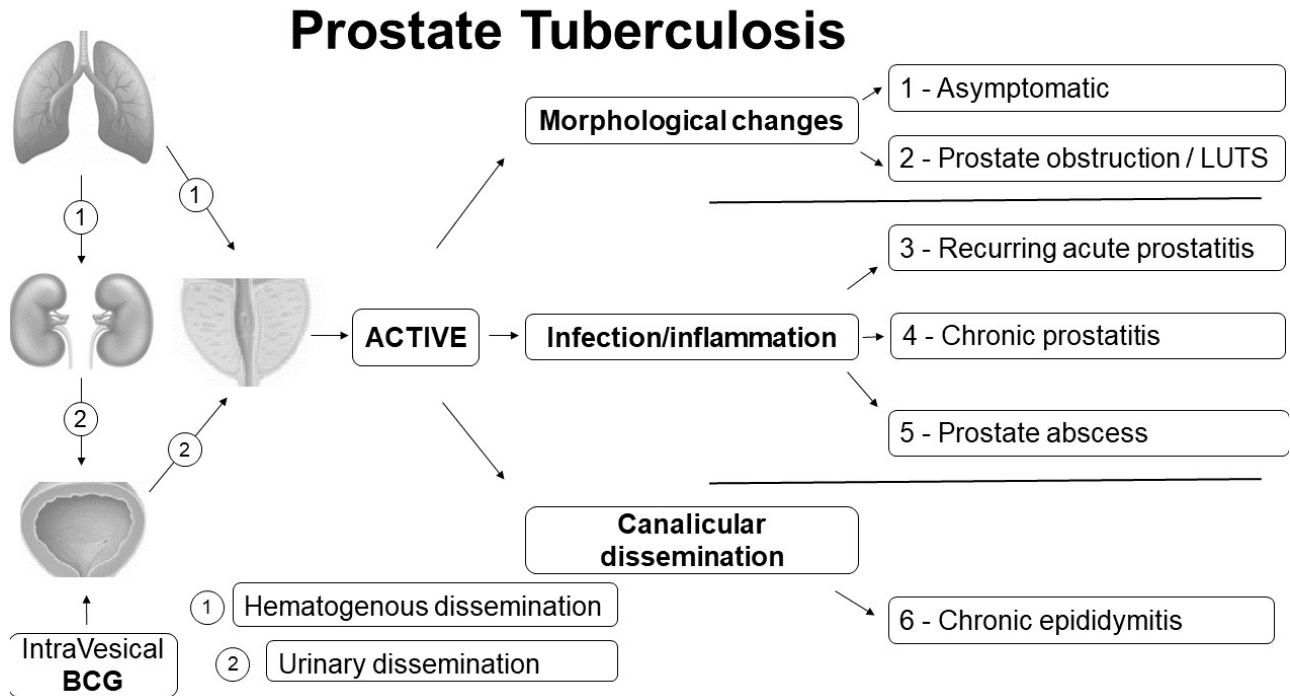 Prostate Tuberculosis
1
1
2
2
IntraVesical
BCG
ACTIVE
Morphological changes
1 - Asymptomatic
2 - Prostate obstruction / LUTS
Infection/inflammation
3 - Recurring acute prostatitis
4 - Chronic prostatitis
5 - Prostate abscess
Canalicular
dissemination
6 - Chronic epididymitis
1 Hematogenous dissemination
2 Urinary dissemination